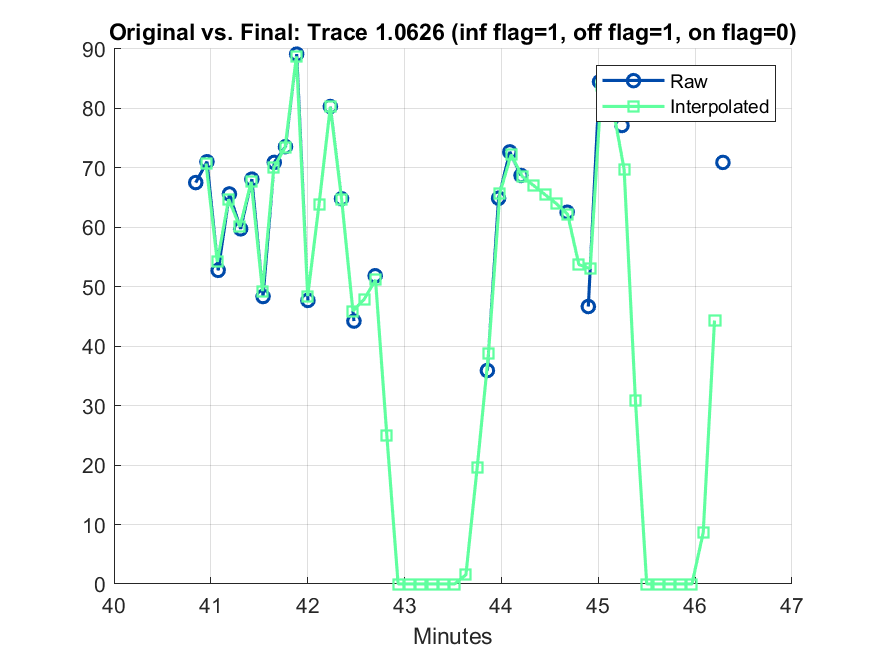 Original vs. Final: Trace 1.0626 (inf flag=1, off flag=1, on flag=0)
90
80
70
60
50
40
30
20
10
0
Raw
Interpolated
40 41 42 43 44 45 46 47
Minutes